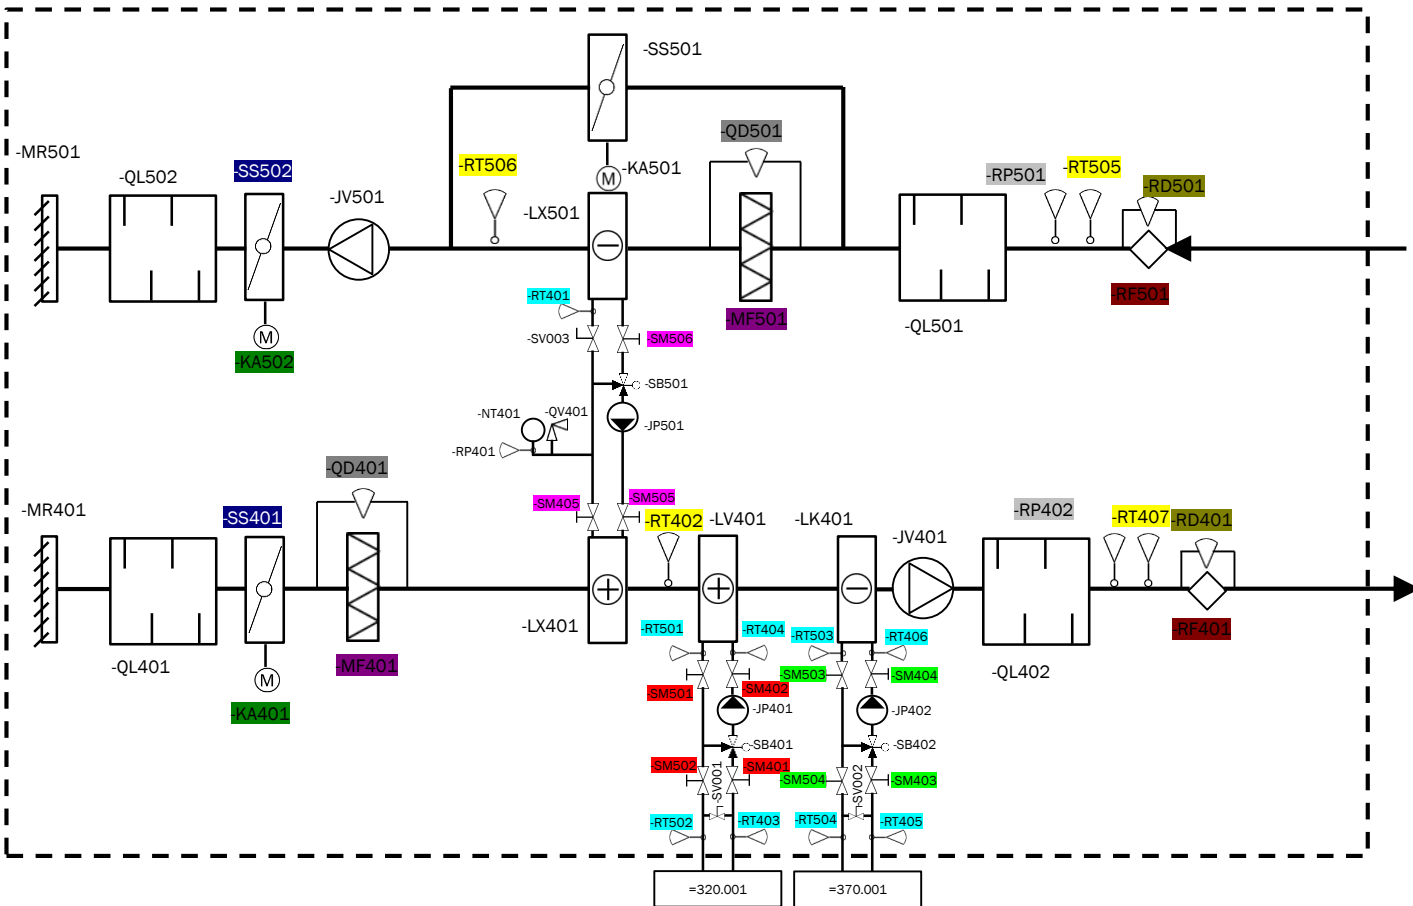 -SS501
-QD501
-MR501
-SS502
-RT506
-KA501
-RP501
-RT505
-QL502
-RD501
M
-JV501
-LX501
-RT401
-RF501
-MF501
-QL501
-SV003
-SM506
M
-KA502
-SB501
-NT401
-QV401
-JP501
-RP401
-QD401
-SM405
-SM505
-MR401
-SS401
-RT402
-LV401
-LK401
-RP402
-RT407
-RD401
-JV401
-LX401
-RT501
-RT404
-RT503
-RT406
-RF401
-QL401
-MF401
-QL402
M
-SM501
-SM402
-SM503
-SM404
-KA401
-JP401
-JP402
-SB401
-SB402
-SM502
-SM401
-SM504
-SM403
-SV001
-SV002
-RT502
-RT403
-RT504
-RT405
=320.001
=370.001